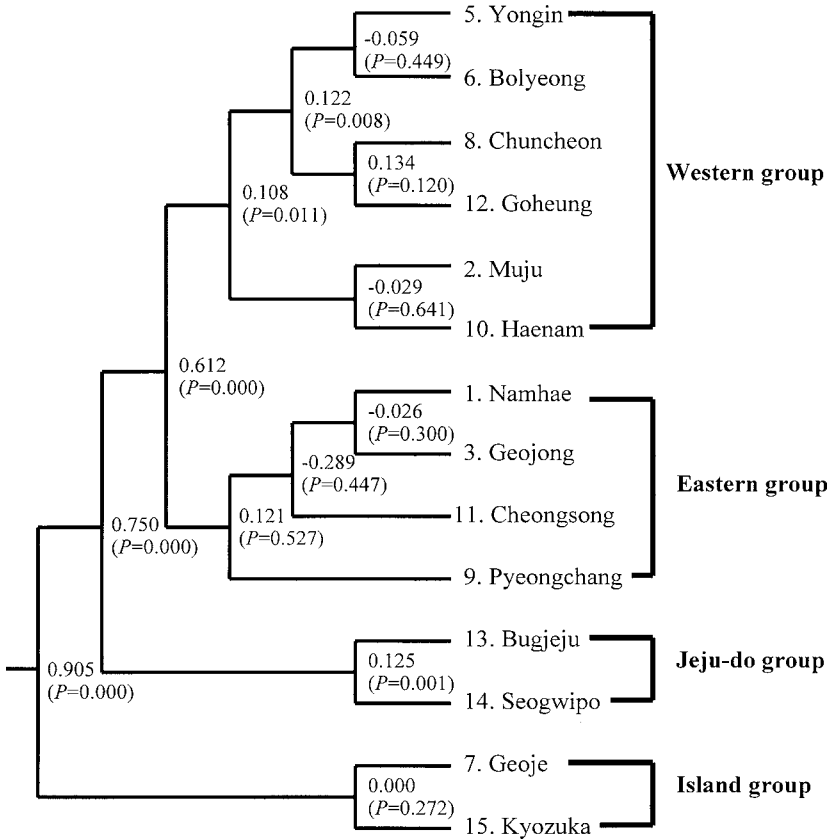 5. Yongin
-0.059
(P=0.449)
6. Bolyeong
0.122
(P=0.008)
8. Chuncheon
0.134
(P=0.120)
12. Goheung
Western group
0.108
(P=0.011)
2. Muju
-0.029
(P=0.641)
10. Haenam
0.612
(P=0.000)
1. Namhae
-0.026
(P=0.300)
3. Geojong
-0.289
(P=0.447)
Eastern group
11. Cheongsong
0.121
(P=0.527)
0.750
(P=0.000)
9. Pyeongchang
13. Bugjeju
0.125
(P=0.001)
Jeju-do group
0.905
(P=0.000)
14. Seogwipo
7. Geoje
0.000
(P=0.272)
Island group
15. Kyozuka